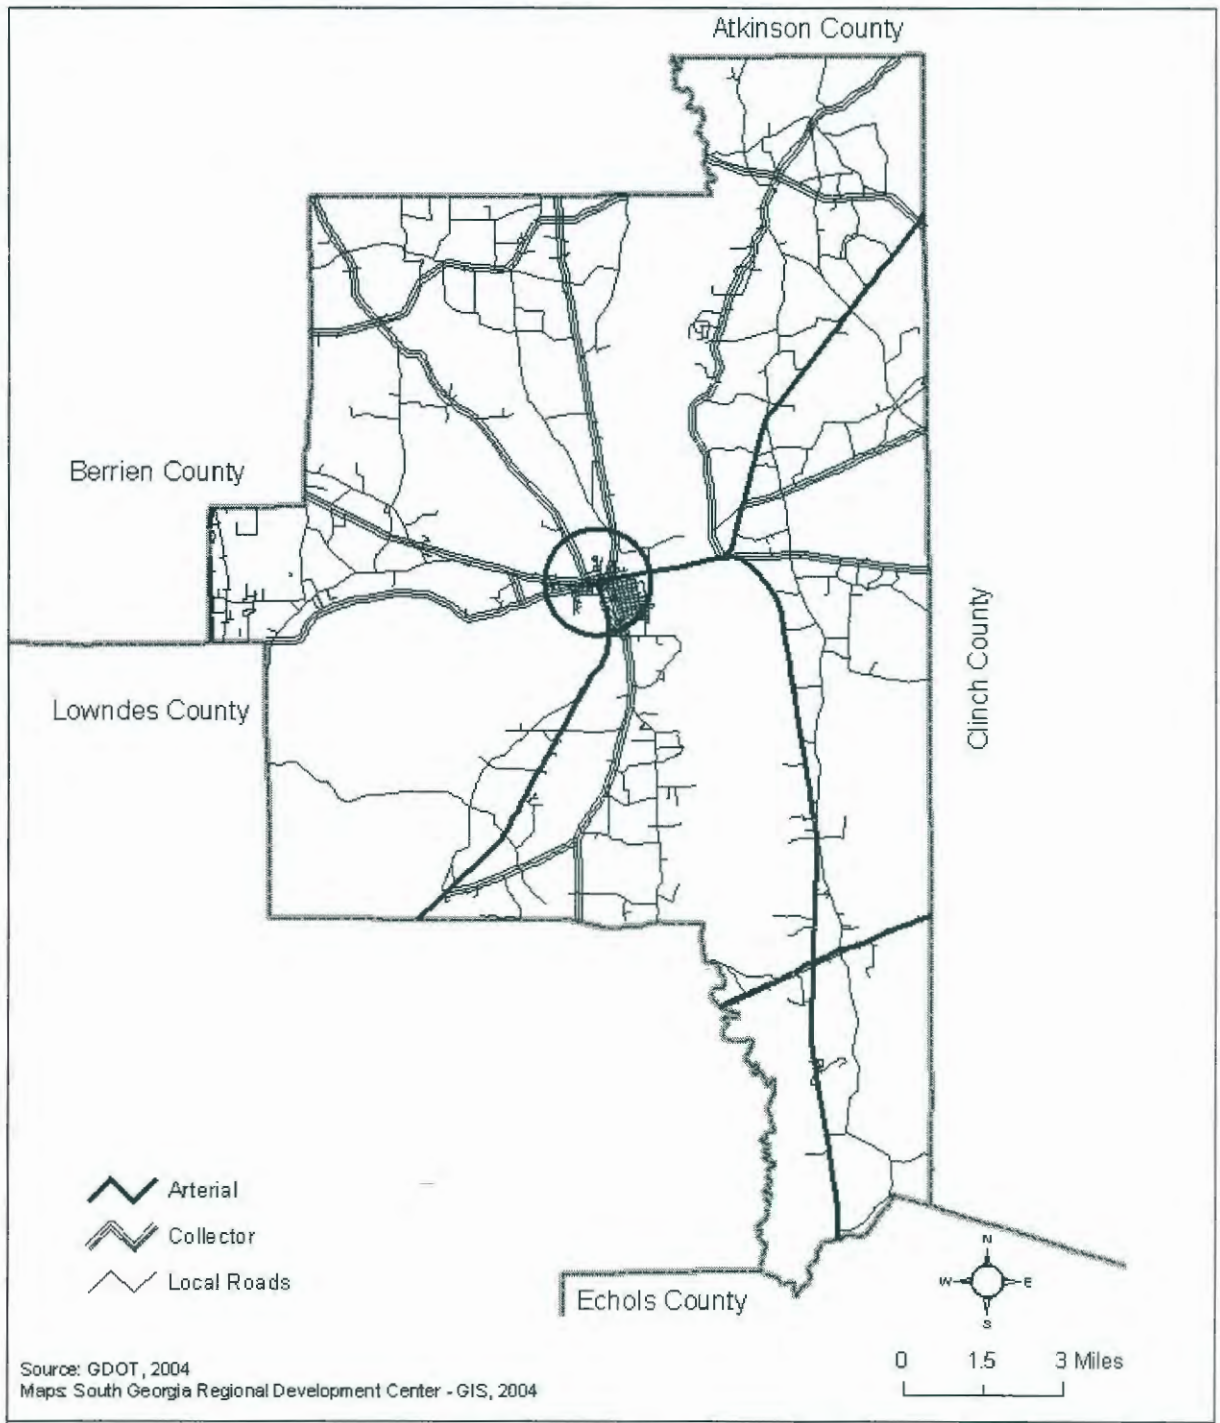 Atkinson County
Berrien County
Clinch County
Lowndes County
Arterial
Collector
Local Roads
N
W
E
S
Echols County
0 1.5 3 Miles
Source: GDOT, 2004
Maps: South Georgia Regional Development Center - GIS, 2004